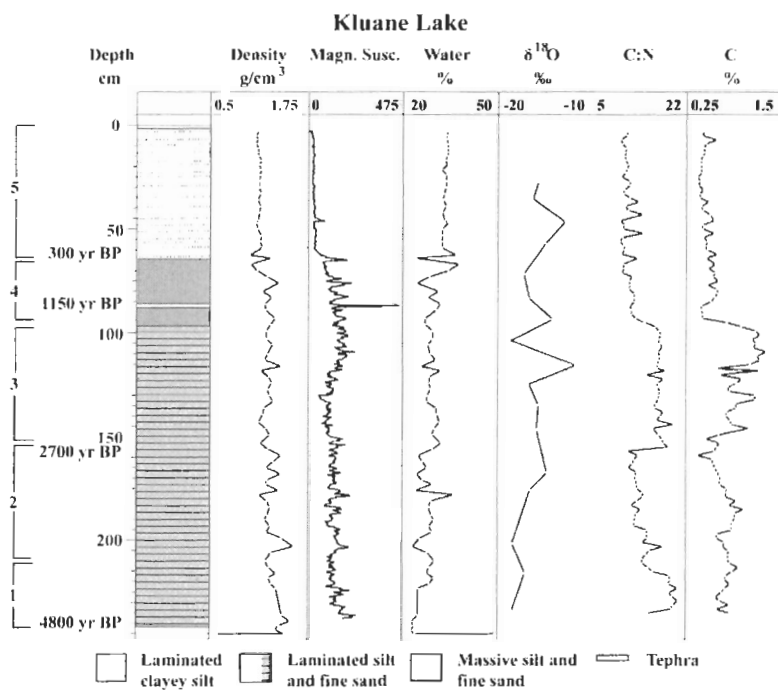 Kluane Lake
Depth Density Magn. Susc. Water δ18O C:N C
cm g/cm3 % ‰ %
0.5 1.75 0 475 20 50 -20 -10 5 22 0.25 1.5
0
5
50
300 yr BP
4
1150 yr BP
100
3
150
2700 yr BP
2
200
1
4800 yr BP
Laminated clayey silt
Laminated silt and fine sand
Massive silt and fine sand
Tephra